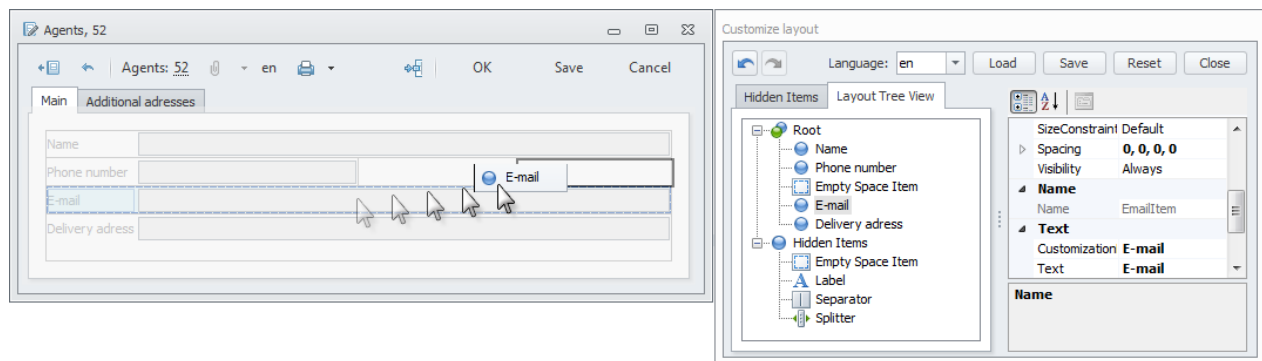 Agents, 52
Agents: 52
en
OK
Save
Cancel
Main
Additional adresses
Name
Phone number
E-mail
E-mail
Delivery adress
Customize layout
Language:
en
Load
Save
Reset
Close
Hidden Items
Layout Tree View
Root
Name
Phone number
Empty Space Item
E-mail
Delivery adress
Hidden Items
Empty Space Item
A Label
Separator
Splitter
A
Z
SizeConstraint Default
Spacing 0, 0, 0, 0
Visibility Always
Name
Name EmailItem
Text
Customization E-mail
Text E-mail
Name